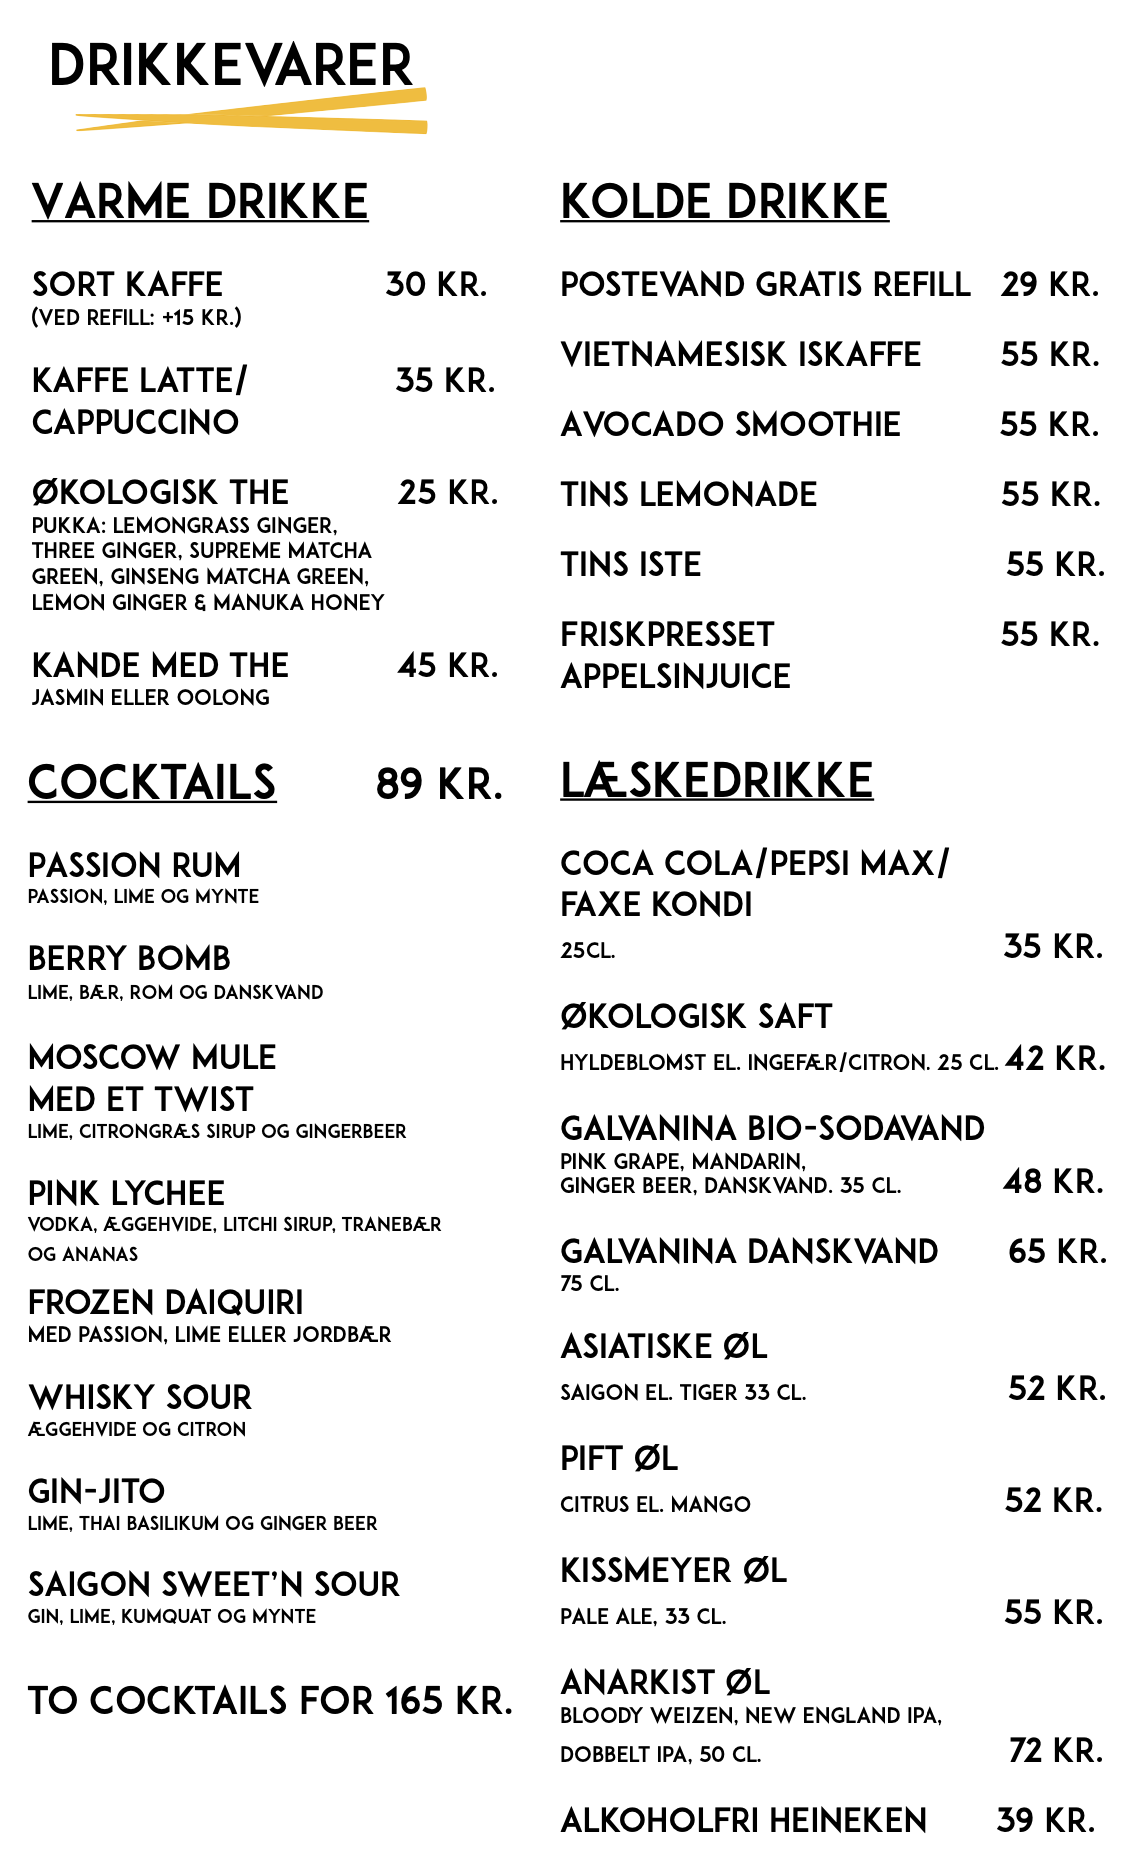 DRIKKEVARER
VARME DRIKKE
SORT KAFFE 30 KR.
(VED REFILL: +15 KR.)
KAFFE LATTE/ 35 KR.
CAPPUCCINO
ØKOLOGISK THE 25 KR.
PUKKA: LEMONGRASS GINGER,
THREE GINGER, SUPREME MATCHA
GREEN, GINSENG MATCHA GREEN,
LEMON GINGER & MANUKA HONEY
KANDE MED THE 45 KR.
JASMIN ELLER OOLONG
COCKTAILS 89 KR.
PASSION RUM
PASSION, LIME OG MYNTE
BERRY BOMB
LIME, BÆR, ROM OG DANSKVAND
MOSCOW MULE
MED ET TWIST
LIME, CITRONGRÆS SIRUP OG GINGERBEER
PINK LYCHEE
VODKA, ÆGGEHVIDE, LITCHI SIRUP, TRANEBÆR
OG ANANAS
FROZEN DAIQUIRI
MED PASSION, LIME ELLER JORDBÆR
WHISKY SOUR
ÆGGEHVIDE OG CITRON
GIN-JITO
LIME, THAI BASILIKUM OG GINGER BEER
SAIGON SWEET'N SOUR
GIN, LIME, KUMQUAT OG MYNTE
TO COCKTAILS FOR 165 KR.
KOLDE DRIKKE
POSTEVAND GRATIS REFILL 29 KR.
VIETNAMESISK ISKAFFE 55 KR.
AVOCADO SMOOTHIE 55 KR.
TINS LEMONADE 55 KR.
TINS ISTE 55 KR.
FRISKPRESSET 55 KR.
APPELSINJUICE
LÆSKEDRIKKE
COCA COLA/PEPSI MAX/
FAXE KONDI
25CL. 35 KR.
ØKOLOGISK SAFT
HYLDEBLOMST EL. INGEFÆR/CITRON. 25 CL. 42 KR.
GALVANINA BIO-SODAVAND
PINK GRAPE, MANDARIN,
GINGER BEER, DANSKVAND. 35 CL. 48 KR.
GALVANINA DANSKVAND 65 KR.
75 CL.
ASIATISKE ØL
SAIGON EL. TIGER 33 CL. 52 KR.
PIFT ØL
CITRUS EL. MANGO 52 KR.
KISSMEYER ØL
PALE ALE, 33 CL. 55 KR.
ANARKIST ØL
BLOODY WEIZEN, NEW ENGLAND IPA,
DOBBELT IPA, 50 CL. 72 KR.
ALKOHOLFRI HEINEKEN 39 KR.